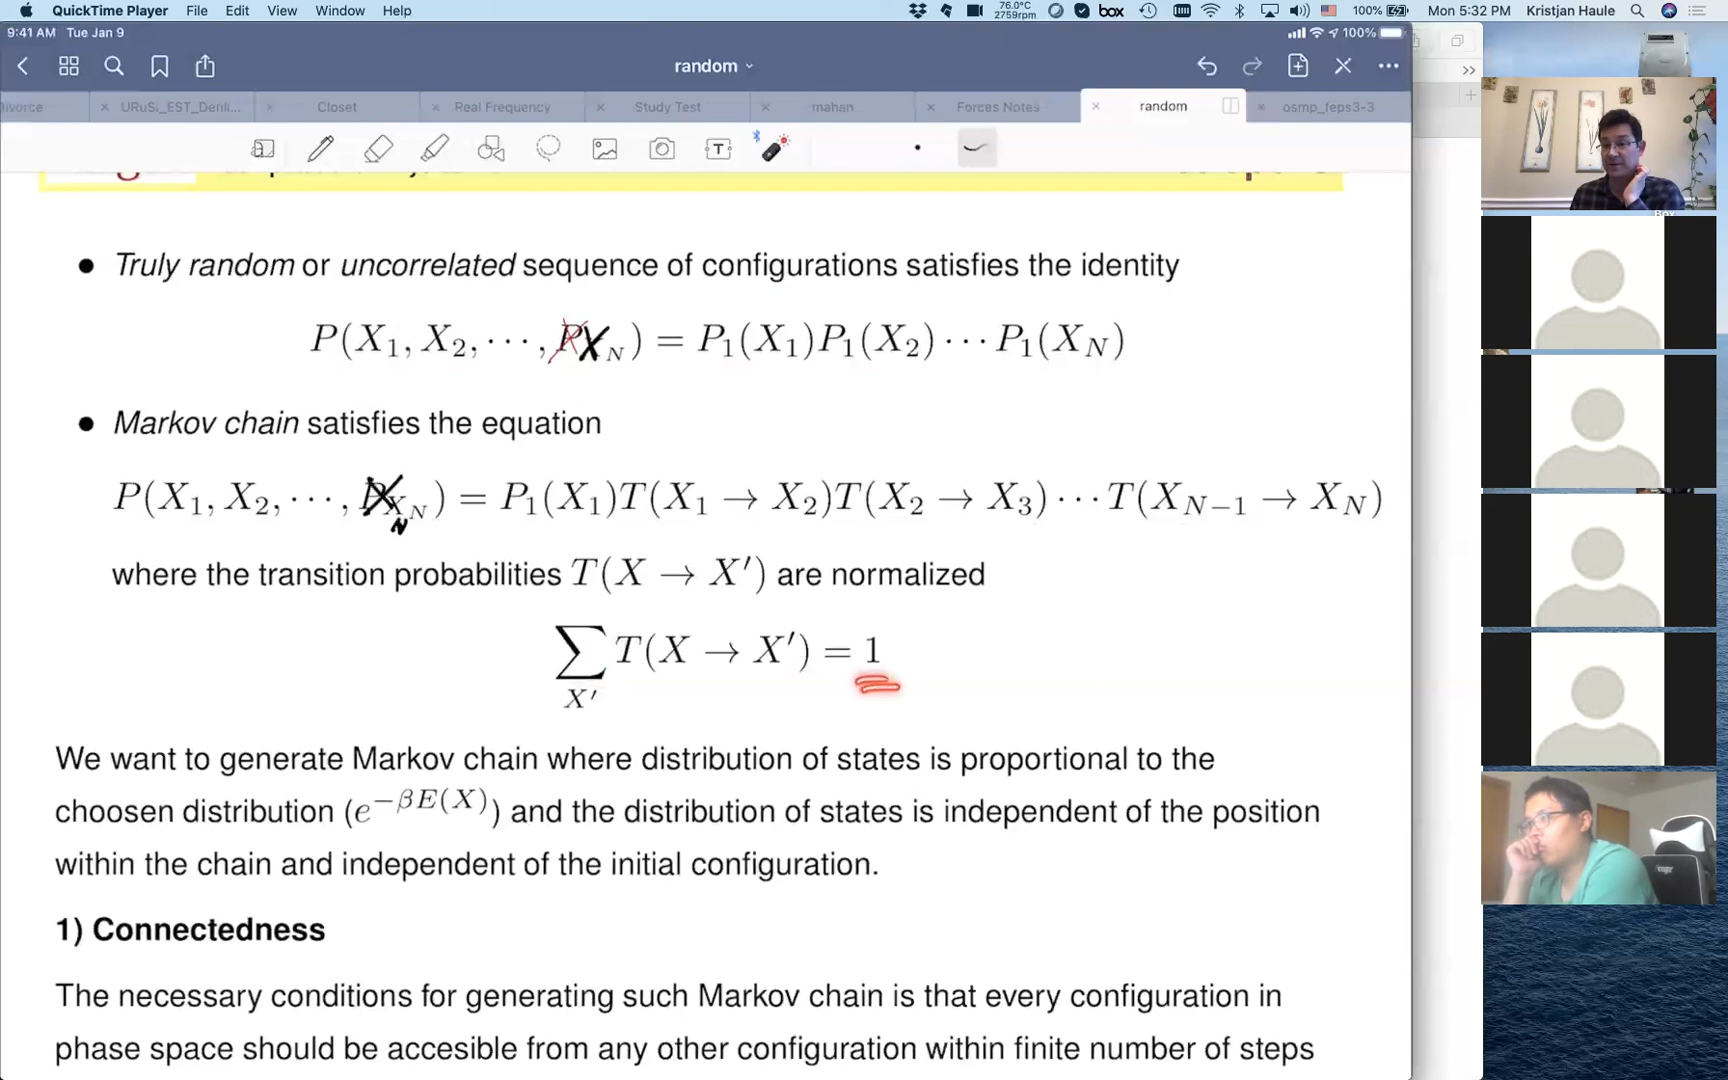 QuickTime Player File Edit View Window Help 76.0°C 2759rpm box 100% Mon 5:32 PM Kristjan Haule
9:41 AM Tue Jan 9 100%
random
ivorce URuSi_EST_Denli... Closet Real Frequency Study Test mahan Forces Notes random osmp_feps3-3
• Truly random or uncorrelated sequence of configurations satisfies the identity
P(X₁, X₂, ⋯, X_N) = P₁(X₁)P₁(X₂) ⋯ P₁(X_N)
• Markov chain satisfies the equation
P(X₁, X₂, ⋯, X_N) = P₁(X₁)T(X₁ → X₂)T(X₂ → X₃) ⋯ T(X_{N−1} → X_N)
where the transition probabilities T(X → X′) are normalized
∑_{X′} T(X → X′) = 1
We want to generate Markov chain where distribution of states is proportional to the
choosen distribution (e^{−βE(X)}) and the distribution of states is independent of the position
within the chain and independent of the initial configuration.
1) Connectedness
The necessary conditions for generating such Markov chain is that every configuration in
phase space should be accesible from any other configuration within finite number of steps